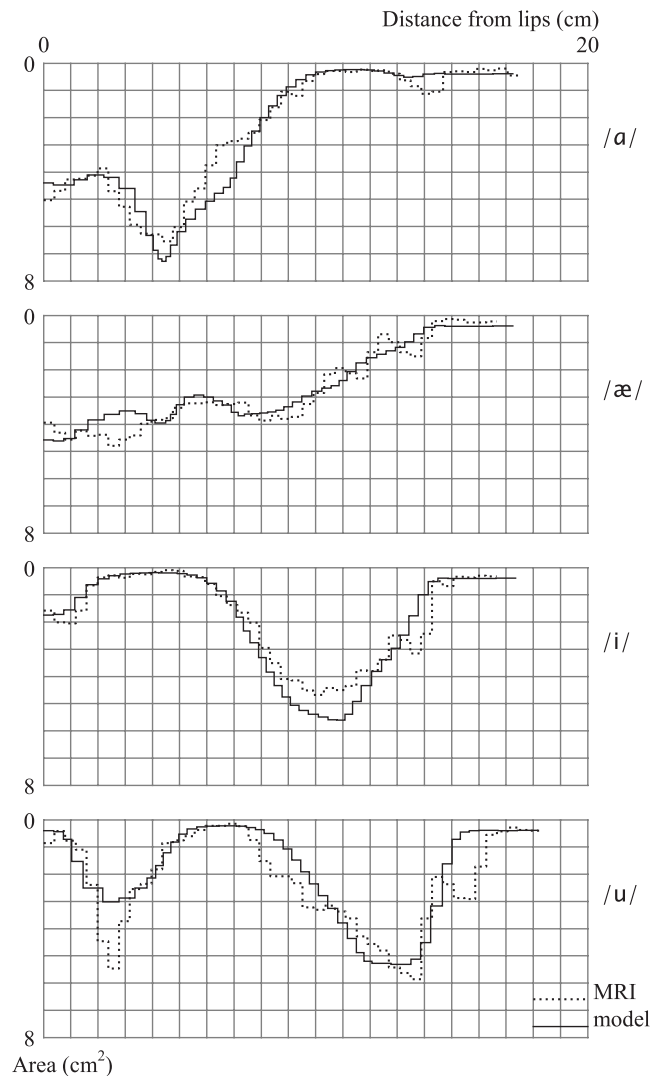 Distance from lips (cm)
0 20
0
/ɑ/
8
0
/æ/
8
0
/i/
8
0
/u/
MRI
model
8
Area (cm²)